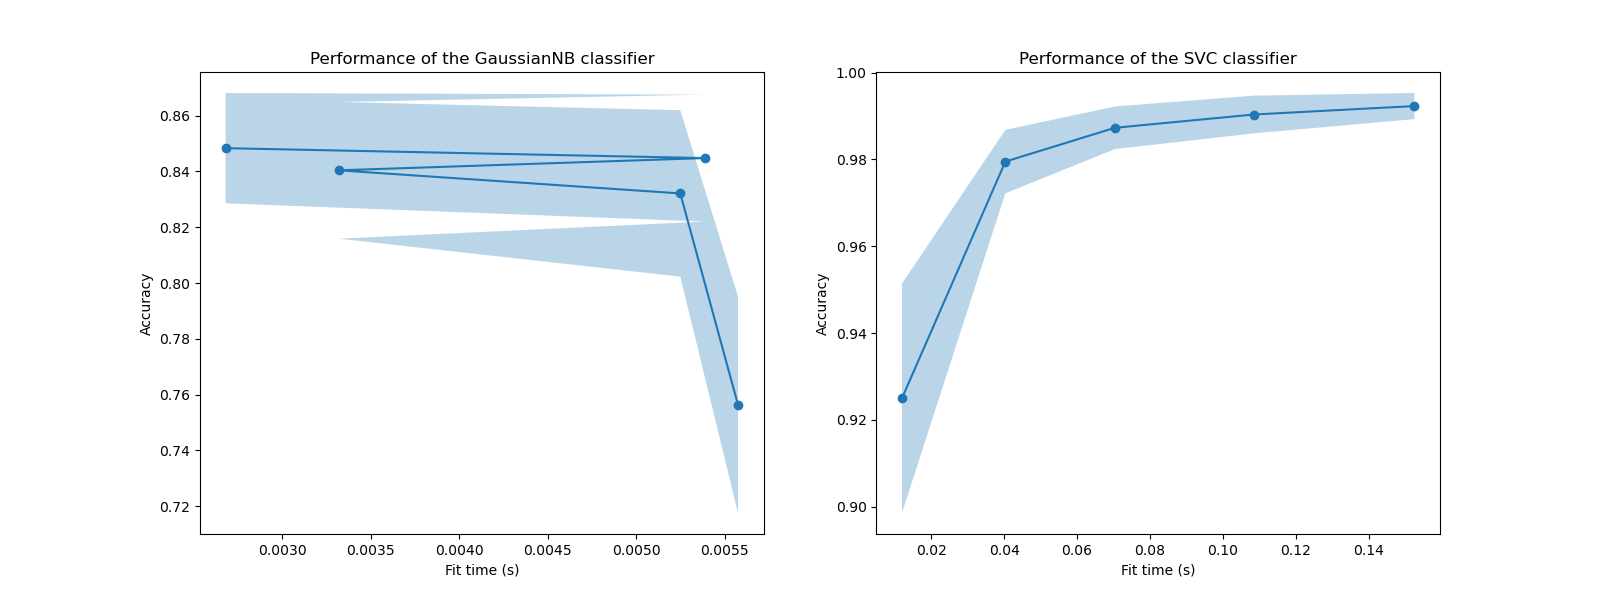 Performance of the GaussianNB classifier
0.86
0.84
0.82
0.80
0.78
0.76
0.74
0.72
Accuracy
0.0030 0.0035 0.0040 0.0045 0.0050 0.0055
Fit time (s)
Performance of the SVC classifier
1.00
0.98
0.96
0.94
0.92
0.90
Accuracy
0.02 0.04 0.06 0.08 0.10 0.12 0.14
Fit time (s)